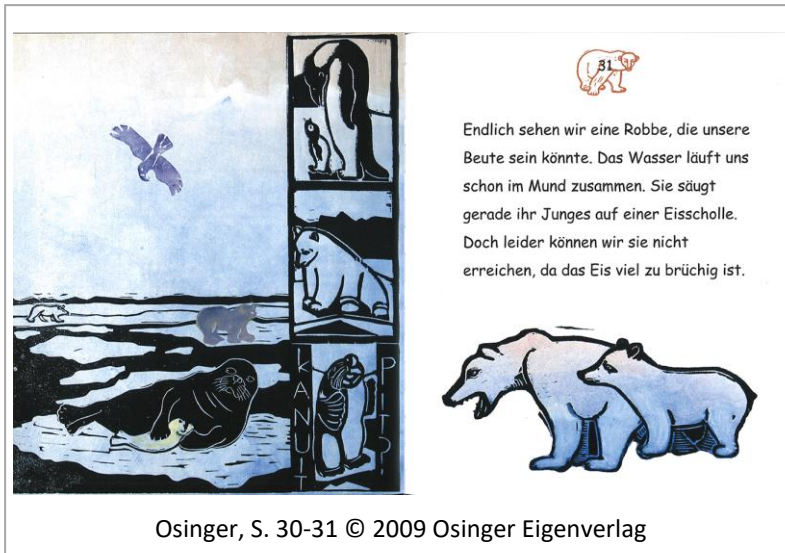 KANUIT
PITPI
31
Endlich sehen wir eine Robbe, die unsere
Beute sein könnte. Das Wasser läuft uns
schon im Mund zusammen. Sie säugt
gerade ihr Junges auf einer Eisscholle.
Doch leider können wir sie nicht
erreichen, da das Eis viel zu brüchig ist.
Osinger, S. 30-31 © 2009 Osinger Eigenverlag